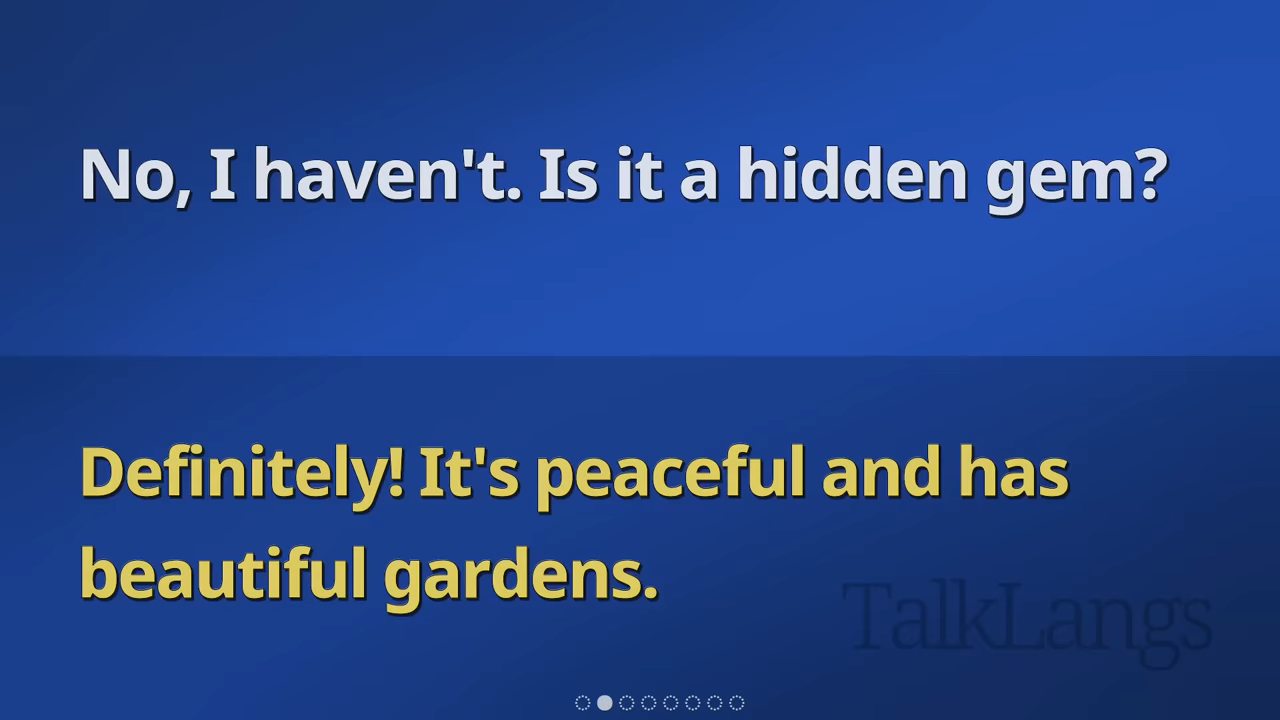 No, I haven't. Is it a hidden gem?
Definitely! It's peaceful and has
beautiful gardens.
TalkLangs